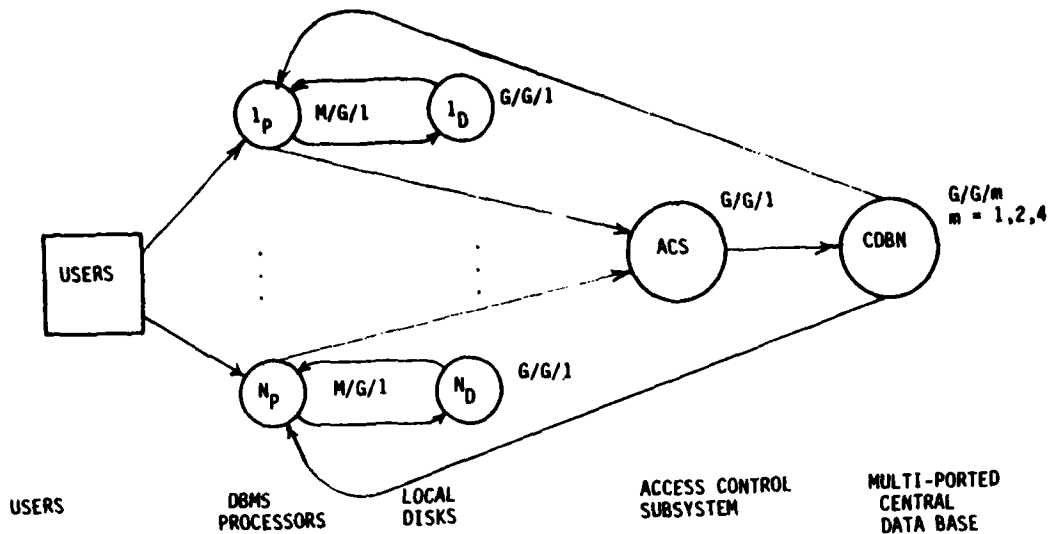 1P
M/G/1
1D
G/G/1
G/G/1
G/G/m
m = 1,2,4
USERS
ACS
CDBN
NP
M/G/1
ND
G/G/1
USERS
DBMS
PROCESSORS
LOCAL
DISKS
ACCESS CONTROL
SUBSYSTEM
MULTI-PORTED
CENTRAL
DATA BASE